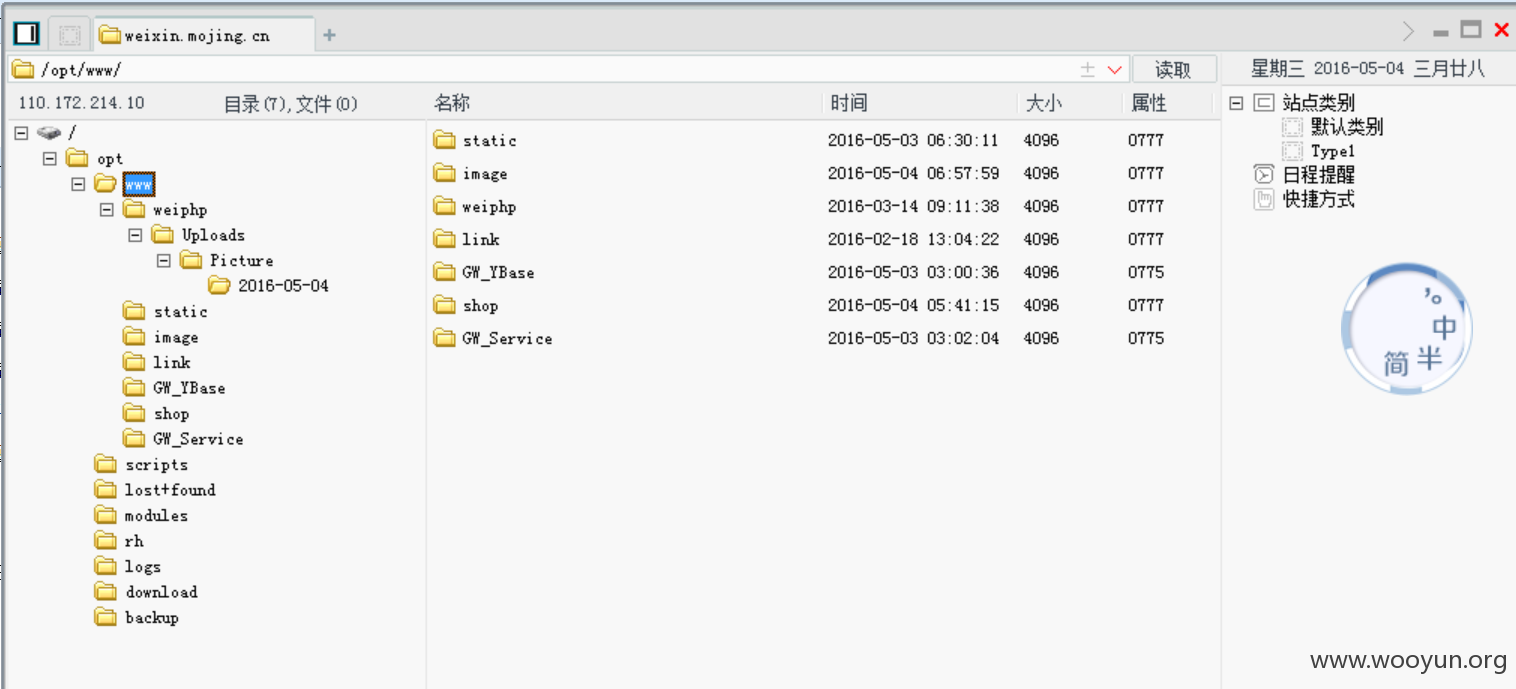 weixin.mojing.cn
/opt/www/ 读取 星期三 2016-05-04 三月廿八
110.172.214.10 目录(7),文件(0) 名称 时间 大小 属性
/
opt
www
weiphp
Uploads
Picture
2016-05-04
static
image
link
GW_YBase
shop
GW_Service
scripts
lost+found
modules
rh
logs
download
backup
static 2016-05-03 06:30:11 4096 0777
image 2016-05-04 06:57:59 4096 0777
weiphp 2016-03-14 09:11:38 4096 0777
link 2016-02-18 13:04:22 4096 0777
GW_YBase 2016-05-03 03:00:36 4096 0775
shop 2016-05-04 05:41:15 4096 0777
GW_Service 2016-05-03 03:02:04 4096 0775
站点类别
默认类别
Type1
日程提醒
快捷方式
中
简 半
www.wooyun.org